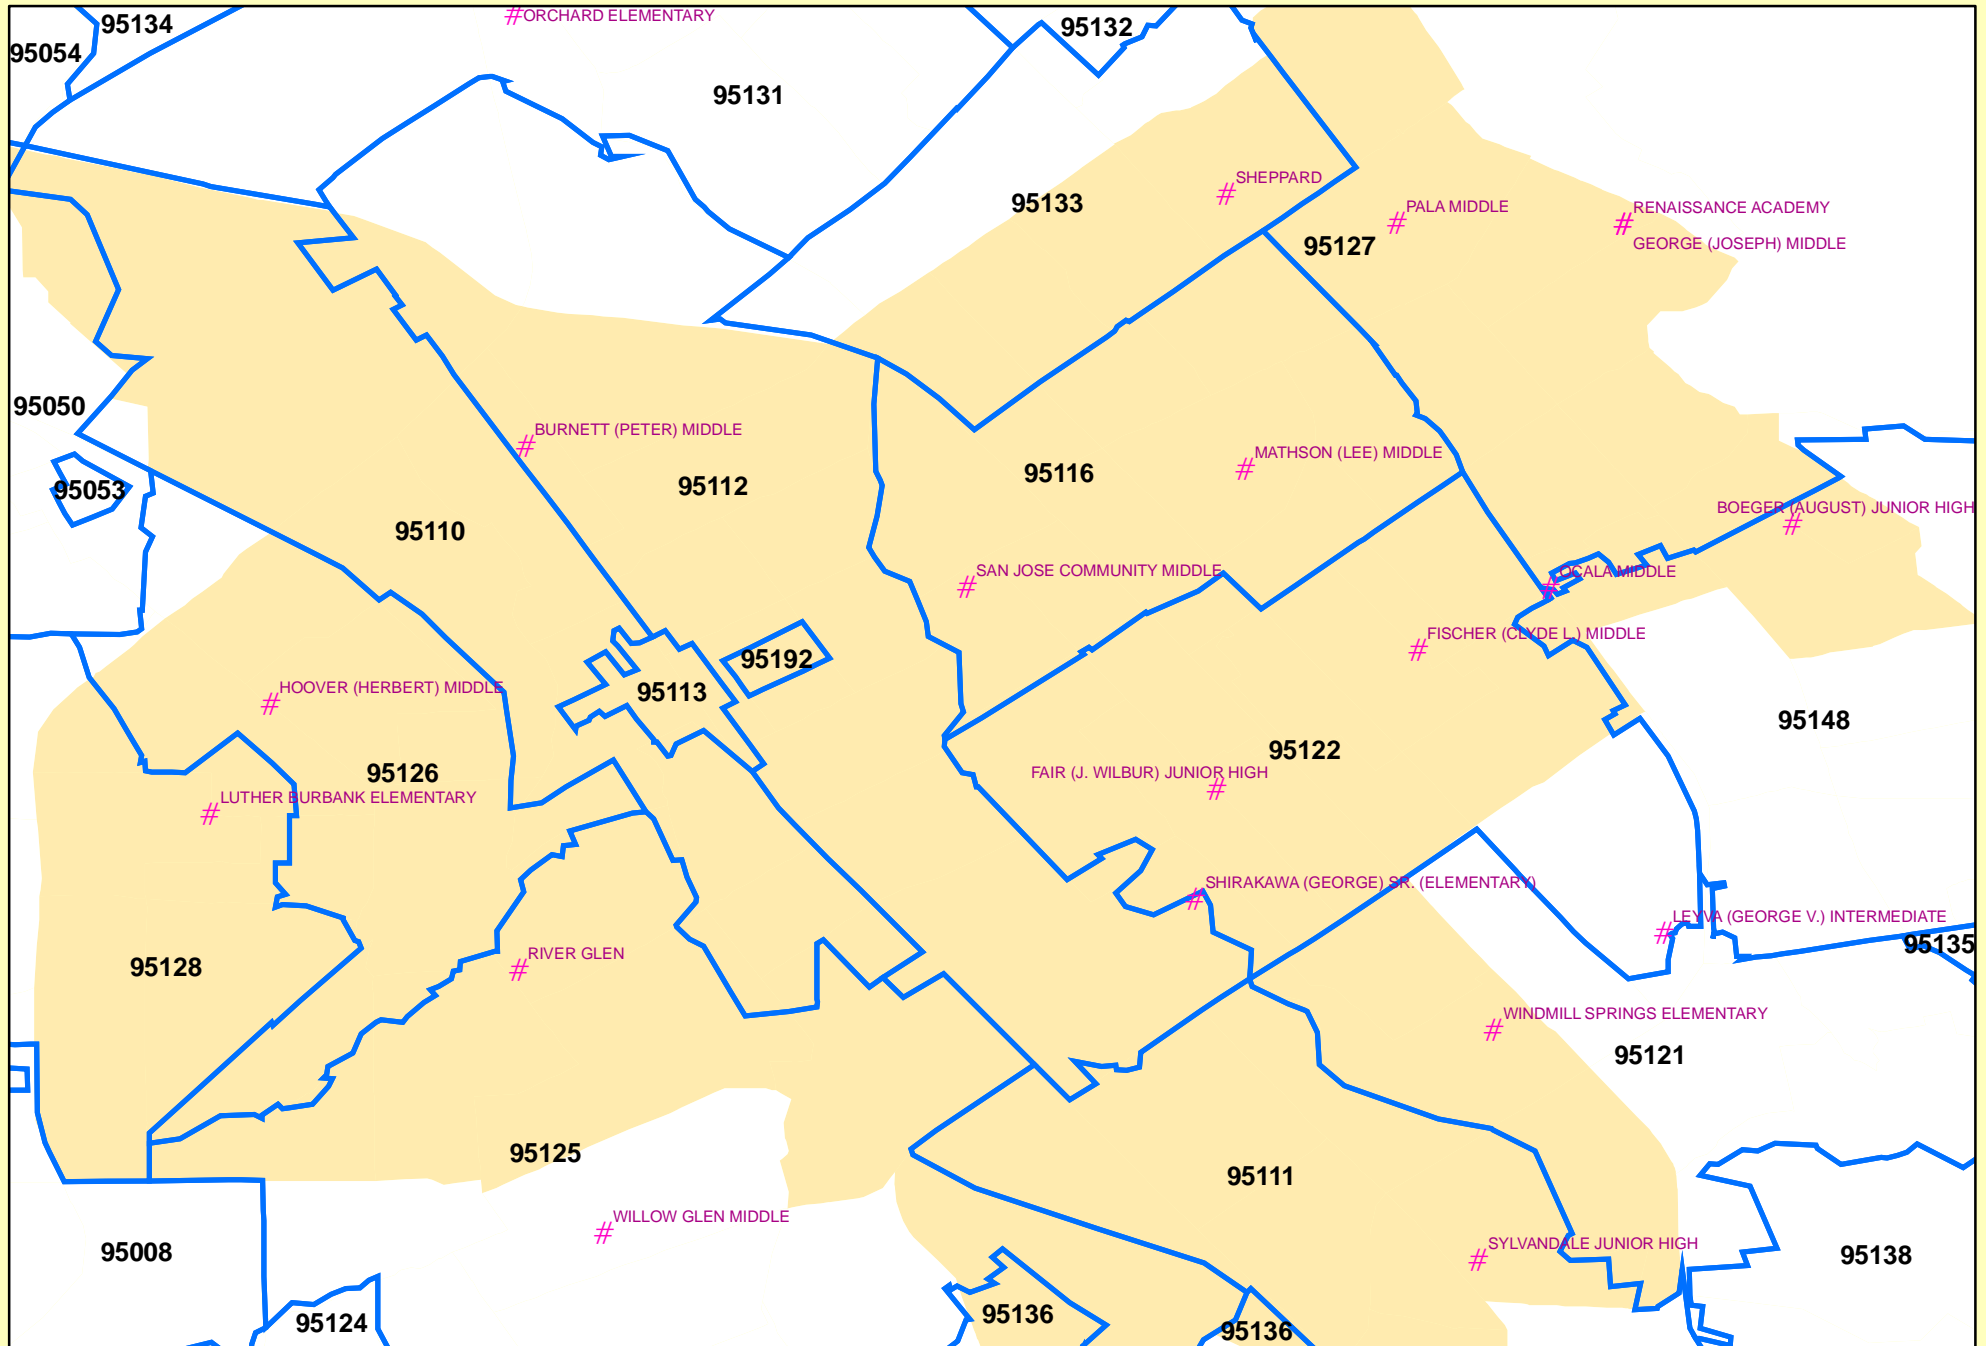 ORCHARD ELEMENTARY
95134
95132
95054
95131
SHEPPARD
95133
PALA MIDDLE
RENAISSANCE ACADEMY
95127
GEORGE (JOSEPH) MIDDLE
95050
BURNETT (PETER) MIDDLE
MATHSON (LEE) MIDDLE
95116
95112
95053
BOEGER (AUGUST) JUNIOR HIGH
95110
SAN JOSE COMMUNITY MIDDLE
OCALA MIDDLE
FISCHER (CLYDE L.) MIDDLE
95192
HOOVER (HERBERT) MIDDLE
95113
95148
95122
95126
FAIR (J. WILBUR) JUNIOR HIGH
LUTHER BURBANK ELEMENTARY
SHIRAKAWA (GEORGE) SR. (ELEMENTARY)
LEYVA (GEORGE V.) INTERMEDIATE
95135
RIVER GLEN
95128
WINDMILL SPRINGS ELEMENTARY
95121
95125
95111
WILLOW GLEN MIDDLE
SYLVANDALE JUNIOR HIGH
95008
95138
95136
95124
95136